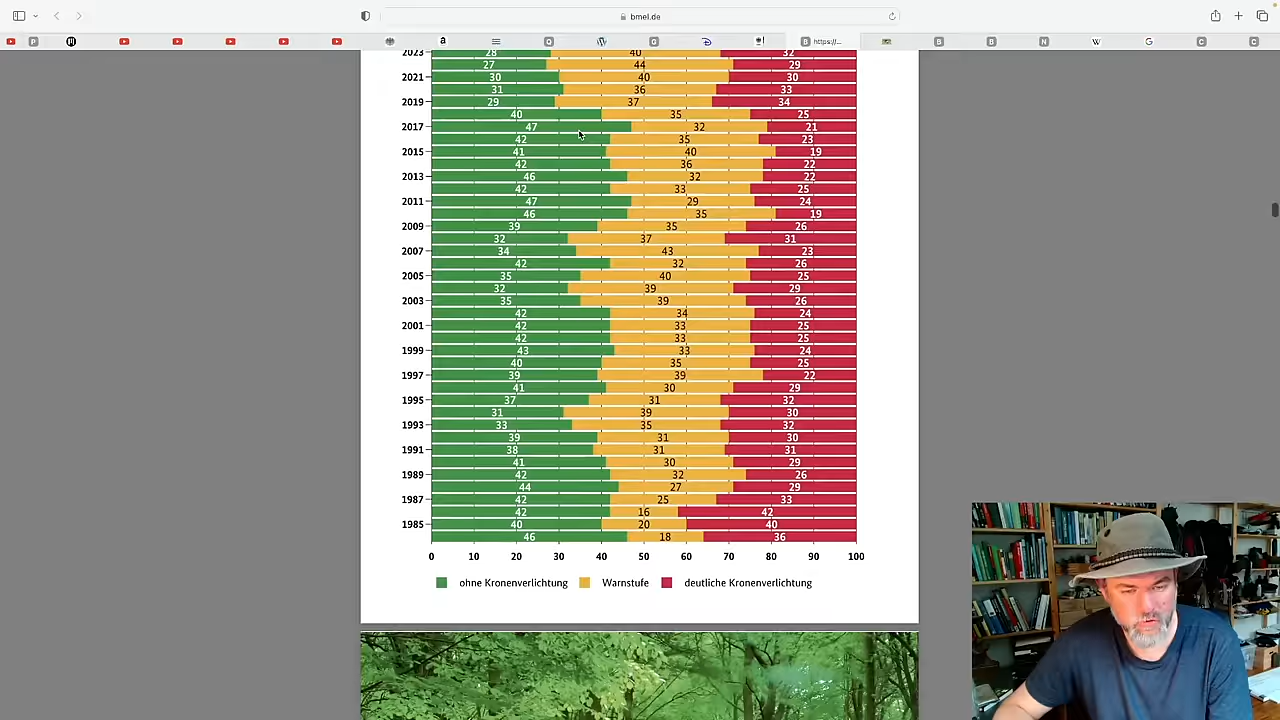 bmel.de
https://...
2023 28 40 32
27 44 29
2021 30 40 30
31 36 33
2019 29 37 34
40 35 25
2017 47 32 21
42 35 23
2015 41 40 19
42 36 22
2013 46 32 22
42 33 25
2011 47 29 24
46 35 19
2009 39 35 26
32 37 31
2007 34 43 23
42 32 26
2005 35 40 25
32 39 29
2003 35 39 26
42 34 24
2001 42 33 25
42 33 25
1999 43 33 24
40 35 25
1997 39 39 22
41 30 29
1995 37 31 32
31 39 30
1993 33 35 32
39 31 30
1991 38 31 31
41 30 29
1989 42 32 26
44 27 29
1987 42 25 33
42 16 42
1985 40 20 40
46 18 36
0 10 20 30 40 50 60 70 80 90 100
ohne Kronenverlichtung Warnstufe deutliche Kronenverlichtung